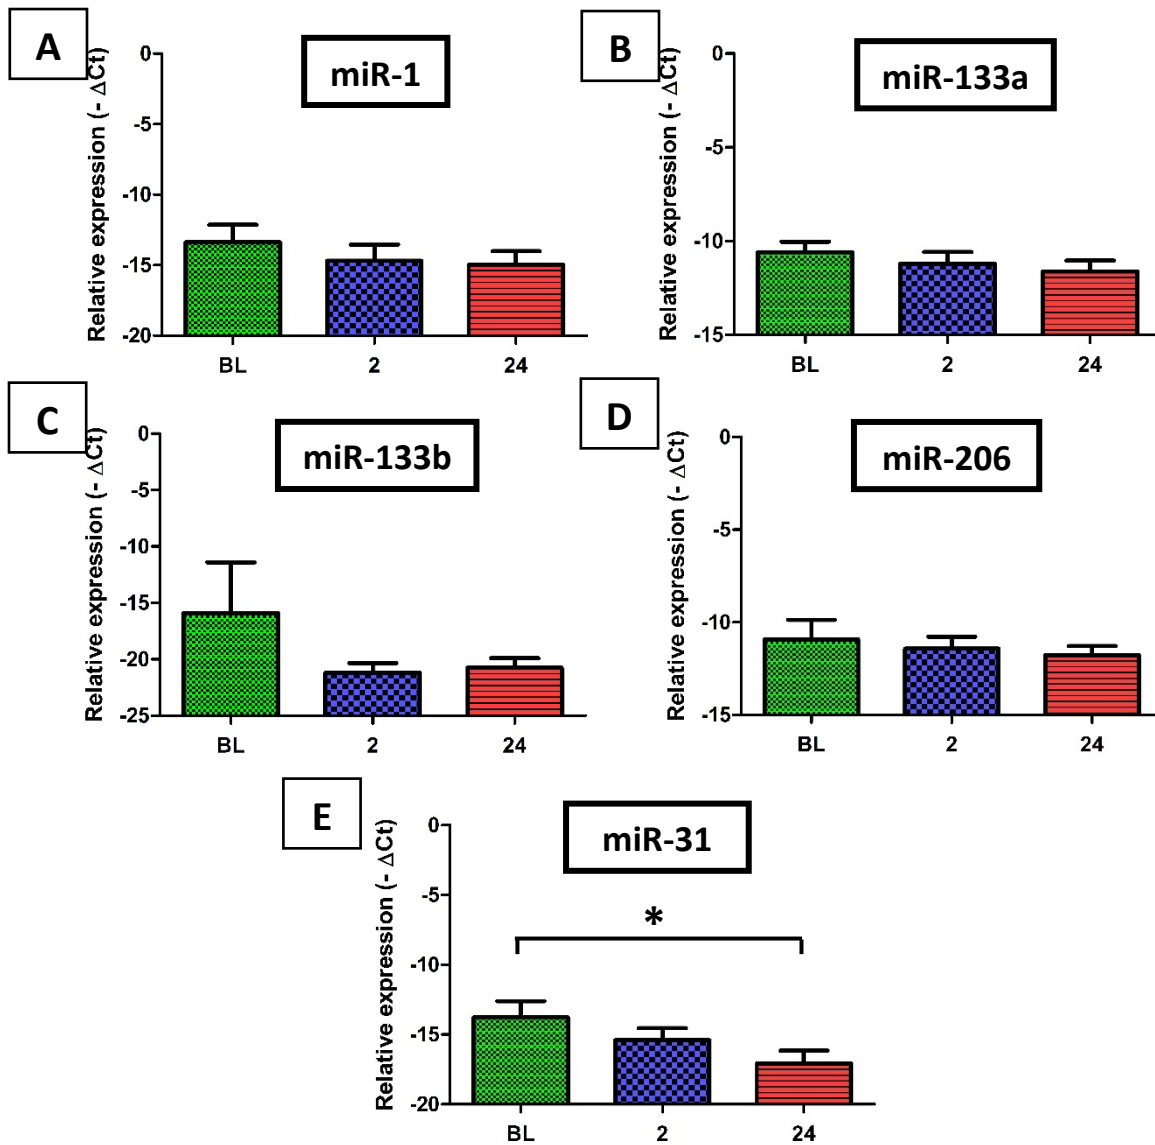 A
miR-1
Relative expression (- ΔCt)
0
-5
-10
-15
-20
BL 2 24
B
miR-133a
Relative expression (- ΔCt)
0
-5
-10
-15
BL 2 24
C
miR-133b
Relative expression (- ΔCt)
0
-5
-10
-15
-20
-25
BL 2 24
D
miR-206
Relative expression (- ΔCt)
0
-5
-10
-15
BL 2 24
E
miR-31
Relative expression (- ΔCt)
0
-5
-10
-15
-20
*
BL 2 24